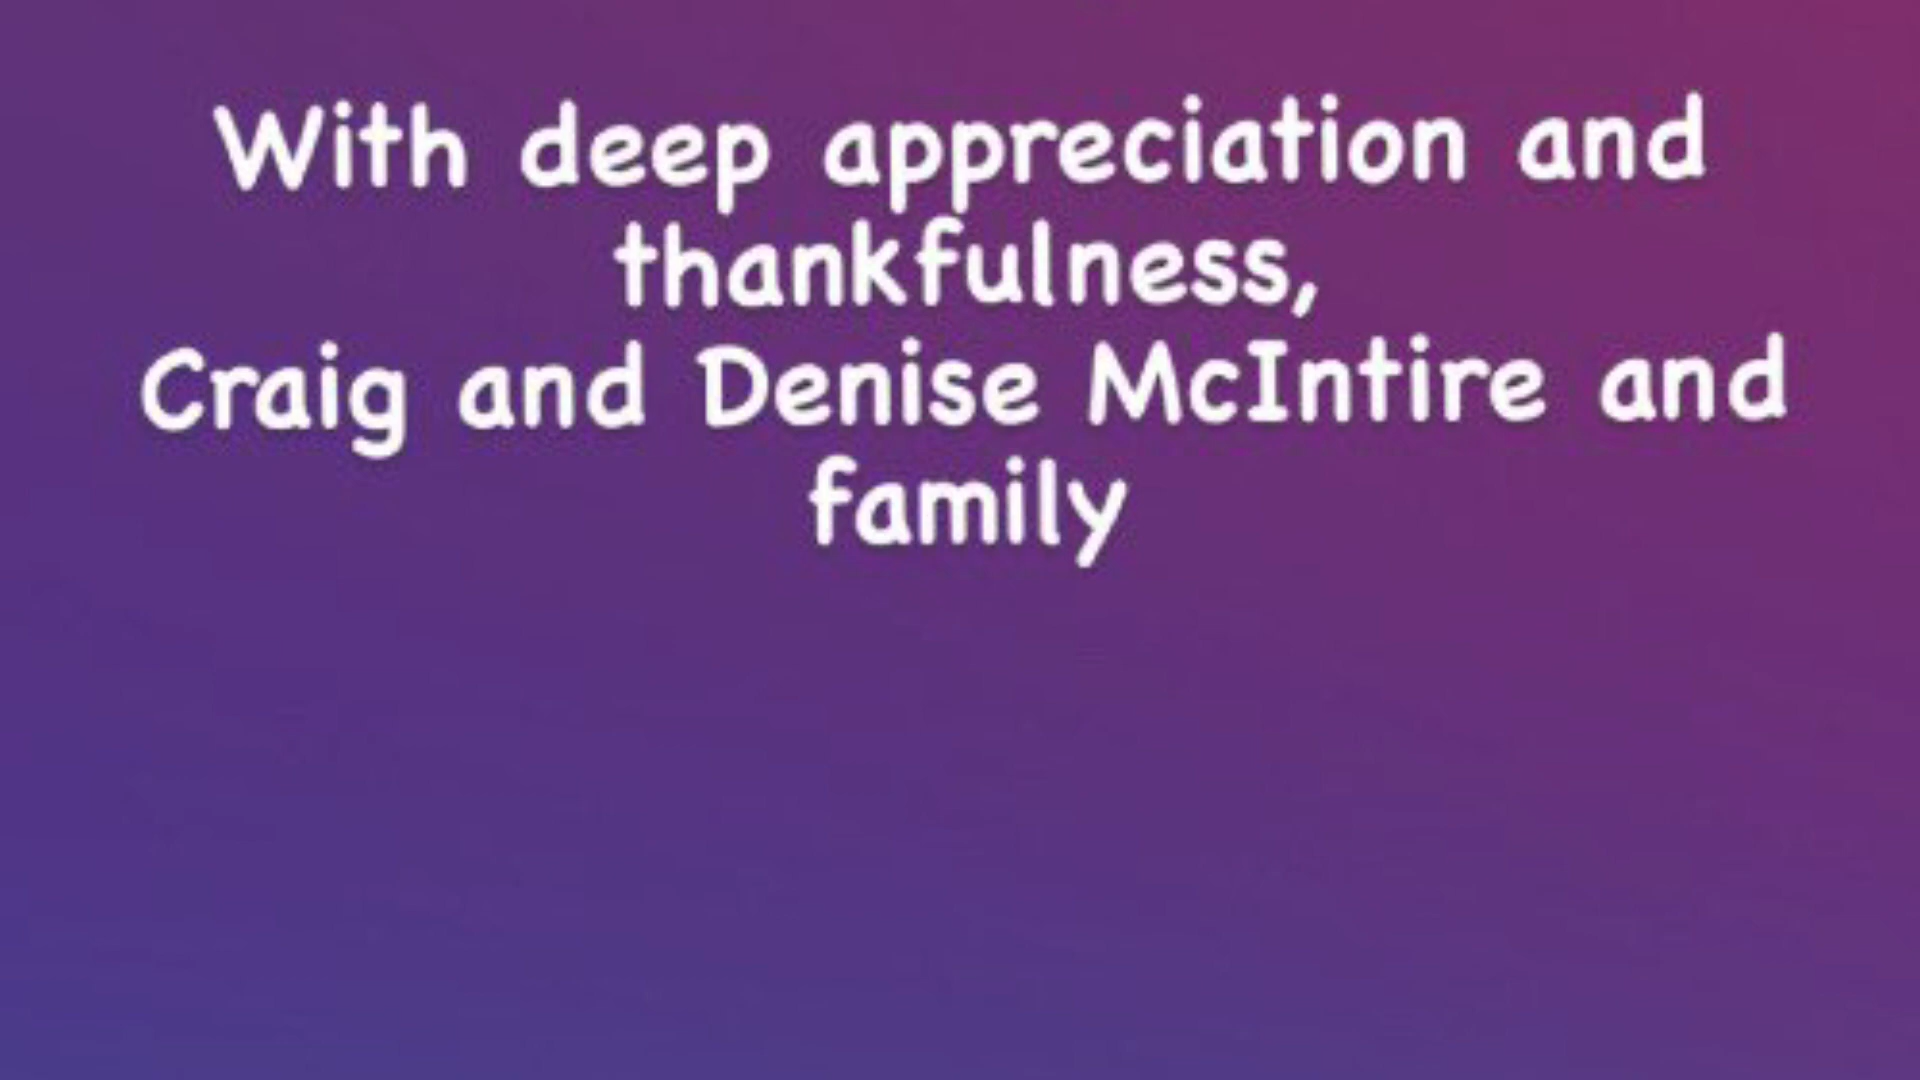 With deep appreciation and
thankfulness,
Craig and Denise McIntire and
family